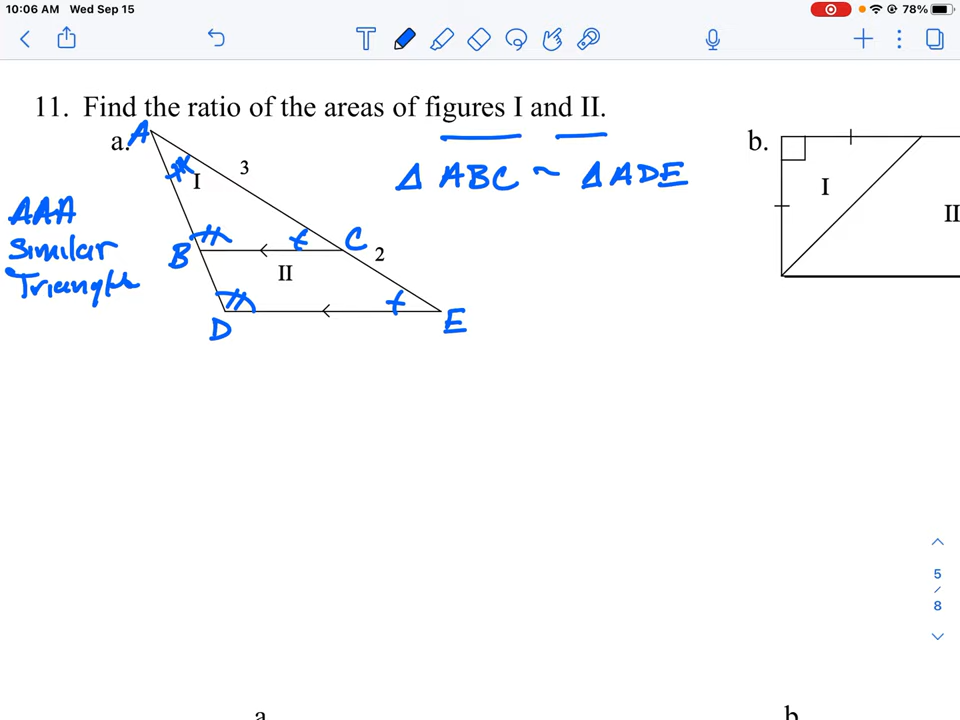 10:06 AM Wed Sep 15
78%
T
11. Find the ratio of the areas of figures I and II.
a.
A
3
I
△ ABC ~ △ADE
b.
I
II
AAA
Similar
Triangle
B
C
2
II
D
E
5
/
8
a
b